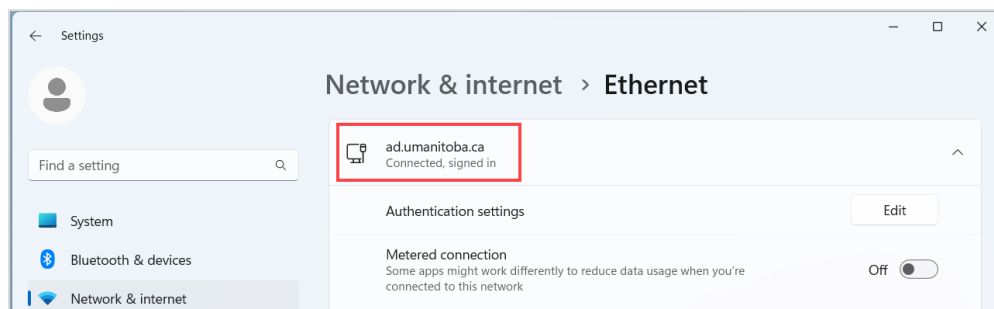 Settings
Network & internet > Ethernet
Find a setting
System
Bluetooth & devices
Network & internet
ad.umanitoba.ca
Connected, signed in
Authentication settings
Edit
Metered connection
Some apps might work differently to reduce data usage when you're
connected to this network
Off